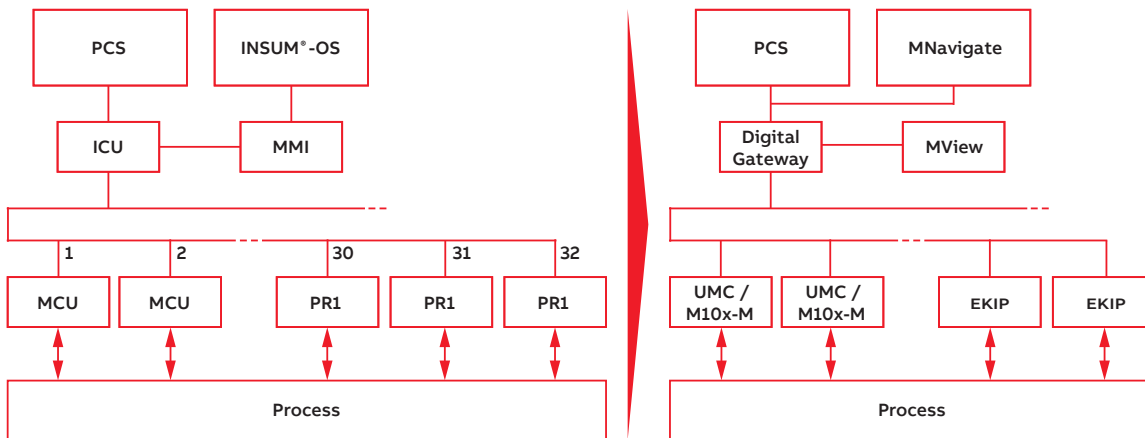 PCS
INSUM®-OS
ICU
MMI
1
2
30
31
32
MCU
MCU
PR1
PR1
PR1
Process
PCS
MNavigate
Digital
Gateway
MView
UMC /
M10x-M
UMC /
M10x-M
EKIP
EKIP
Process